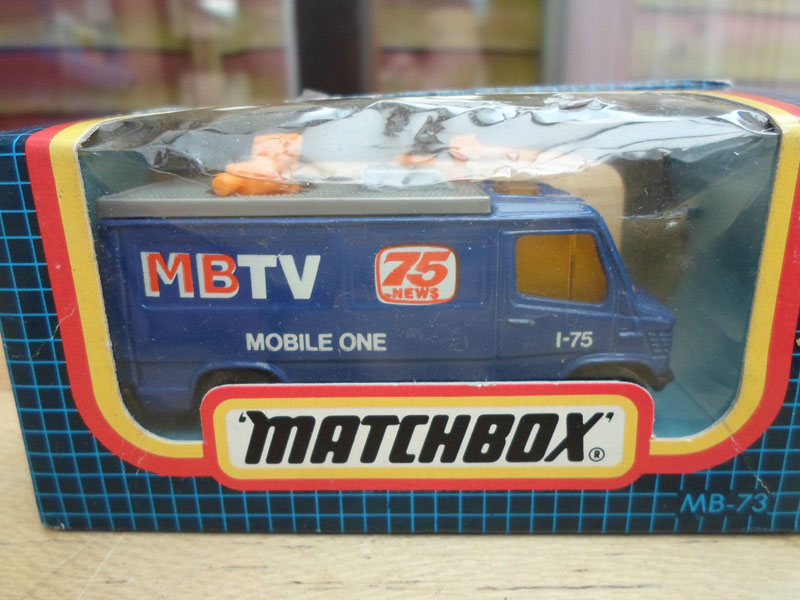 MBTV
75
NEWS
MOBILE ONE
I-75
'MATCHBOX'®
MB-73